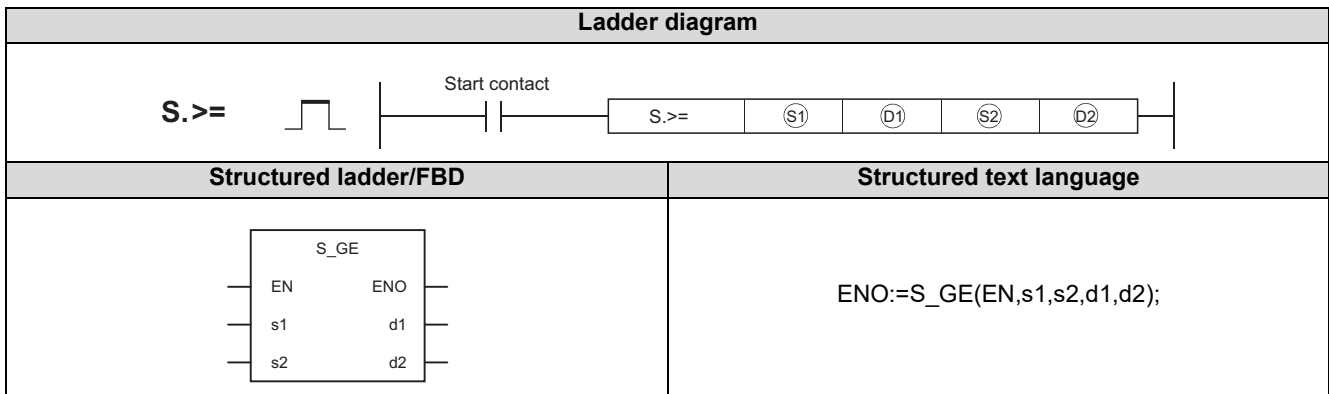 Ladder diagram
Start contact
S.>= S.>= S1 D1 S2 D2
Structured ladder/FBD Structured text language
S_GE
EN ENO
s1 d1
s2 d2
ENO:=S_GE(EN,s1,s2,d1,d2);